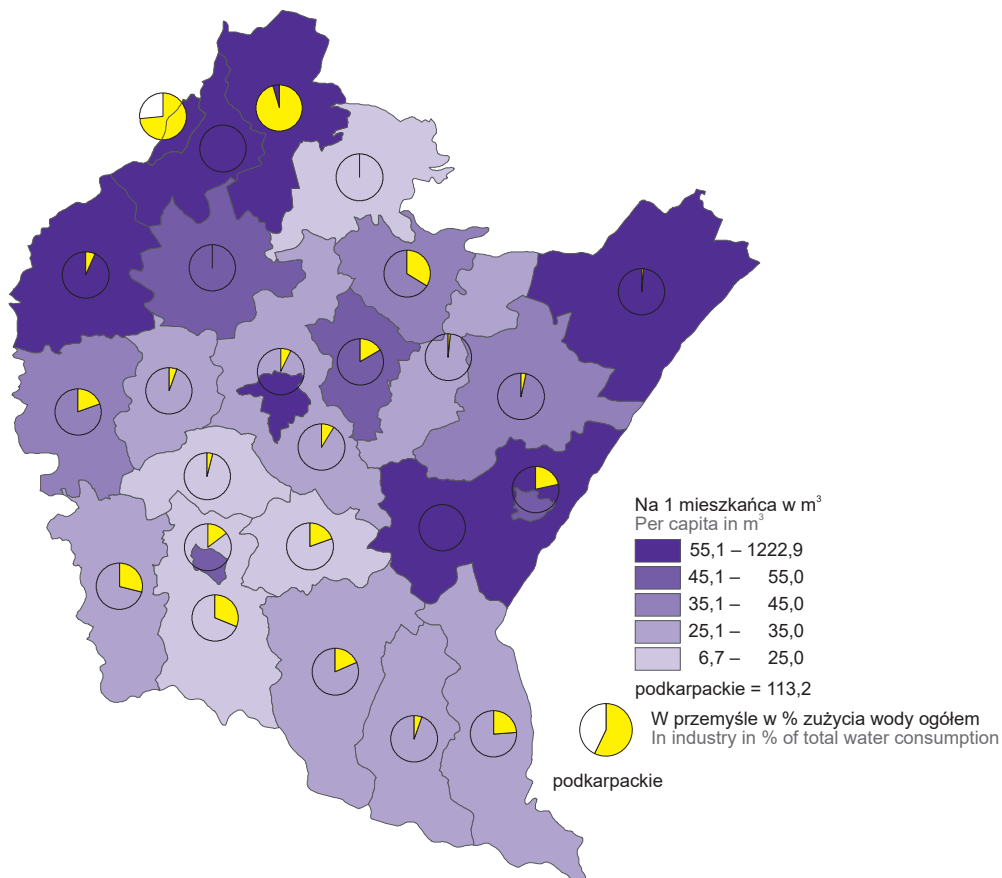 Na 1 mieszkańca w m³
Per capita in m³
55,1 – 1222,9
45,1 – 55,0
35,1 – 45,0
25,1 – 35,0
6,7 – 25,0
podkarpackie = 113,2
W przemyśle w % zużycia wody ogółem
In industry in % of total water consumption
podkarpackie